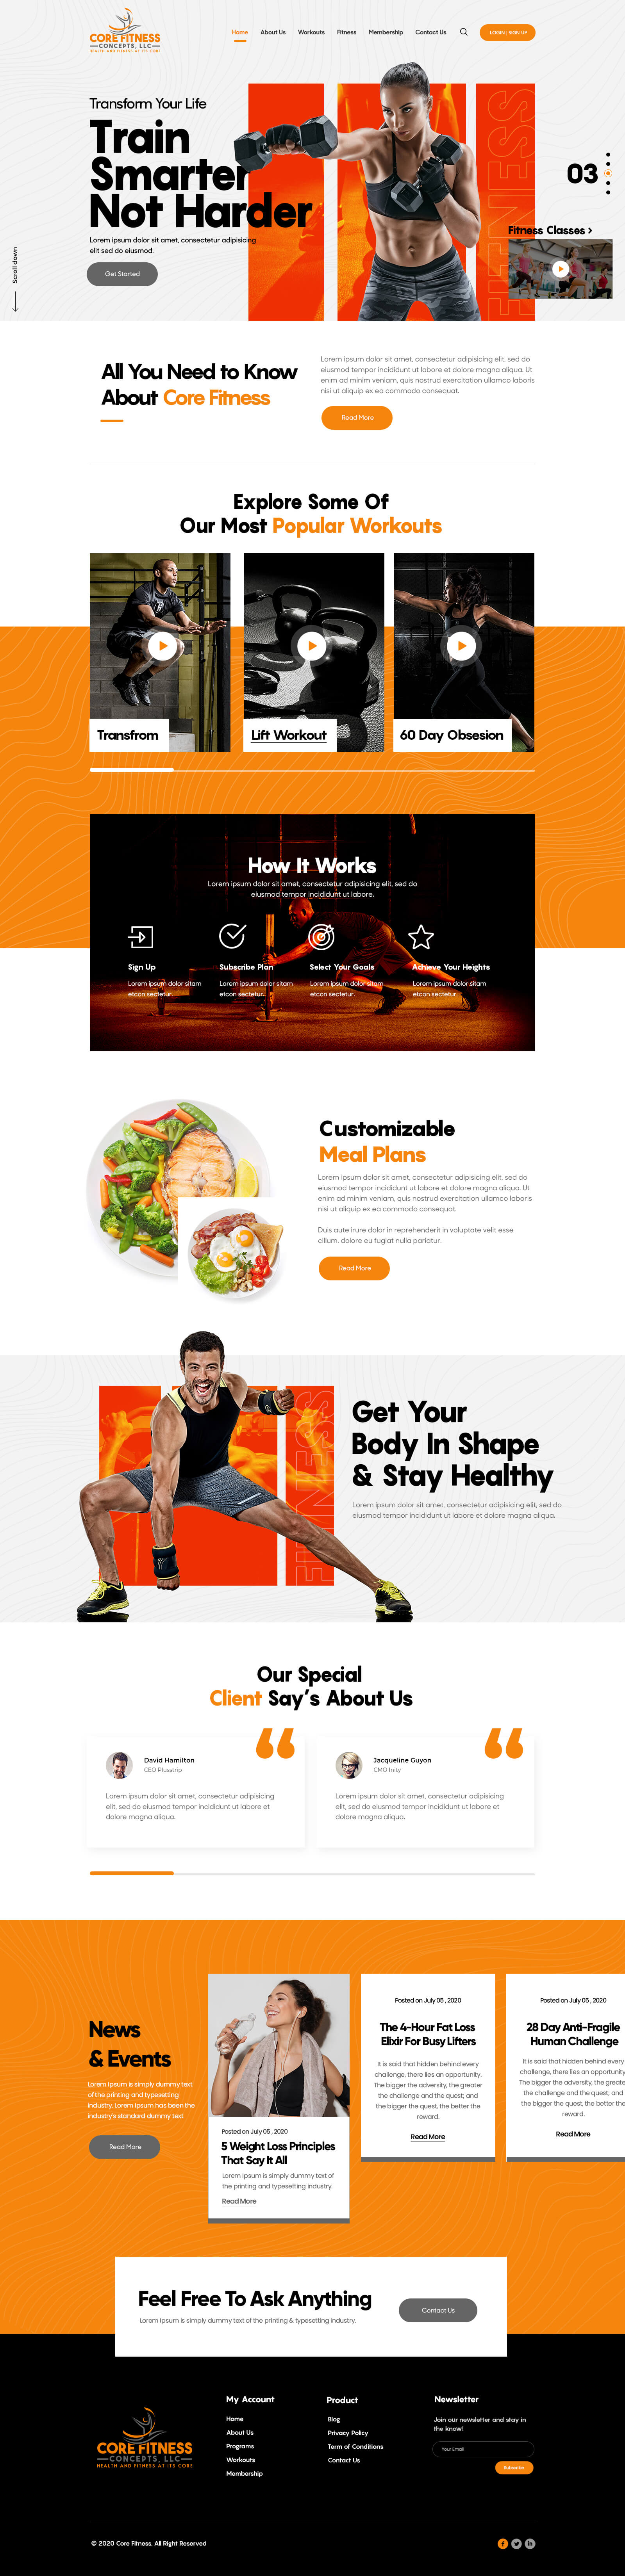 CORE FITNESS
CONCEPTS, LLC
HEALTH AND FITNESS AT ITS CORE
Home
About Us
Workouts
Fitness
Membership
Contact Us
LOGIN | SIGN UP
Transform Your Life
Train
Smarter
Not Harder
Lorem ipsum dolor sit amet, consectetur adipisicing
elit sed do eiusmod.
Get Started
Scroll down
FITNESS
03
Fitness Classes >
All You Need to Know
About Core Fitness
Lorem ipsum dolor sit amet, consectetur adipisicing elit, sed do
eiusmod tempor incididunt ut labore et dolore magna aliqua. Ut
enim ad minim veniam, quis nostrud exercitation ullamco laboris
nisi ut aliquip ex ea commodo consequat.
Read More
Explore Some Of
Our Most Popular Workouts
Transfrom
Lift Workout
60 Day Obsesion
How It Works
Lorem ipsum dolor sit amet, consectetur adipisicing elit, sed do
eiusmod tempor incididunt ut labore.
Sign Up
Lorem ipsum dolor sitam
etcon sectetur.
Subscribe Plan
Lorem ipsum dolor sitam
etcon sectetur.
Select Your Goals
Lorem ipsum dolor sitam
etcon sectetur.
Achieve Your Heights
Lorem ipsum dolor sitam
etcon sectetur.
Customizable
Meal Plans
Lorem ipsum dolor sit amet, consectetur adipisicing elit, sed do
eiusmod tempor incididunt ut labore et dolore magna aliqua. Ut
enim ad minim veniam, quis nostrud exercitation ullamco laboris
nisi ut aliquip ex ea commodo consequat.
Duis aute irure dolor in reprehenderit in voluptate velit esse
cillum. dolore eu fugiat nulla pariatur.
Read More
FITNESS
Get Your
Body In Shape
& Stay Healthy
Lorem ipsum dolor sit amet, consectetur adipisicing elit, sed do
eiusmod tempor incididunt ut labore et dolore magna aliqua.
Our Special
Client Say's About Us
David Hamilton
CEO Plusstrip
Lorem ipsum dolor sit amet, consectetur adipisicing
elit, sed do eiusmod tempor incididunt ut labore et
dolore magna aliqua.
Jacqueline Guyon
CMO Inity
Lorem ipsum dolor sit amet, consectetur adipisicing
elit, sed do eiusmod tempor incididunt ut labore et
dolore magna aliqua.
News
& Events
Lorem Ipsum is simply dummy text
of the printing and typesetting
industry. Lorem Ipsum has been the
industry's standard dummy text
Read More
Posted on July 05 , 2020
5 Weight Loss Principles
That Say It All
Lorem Ipsum is simply dummy text of
the printing and typesetting industry.
Read More
Posted on July 05 , 2020
The 4-Hour Fat Loss
Elixir For Busy Lifters
It is said that hidden behind every
challenge, there lies an opportunity.
The bigger the adversity, the greater
the challenge and the quest; and
the bigger the quest, the better the
reward.
Read More
Posted on July 05 , 2020
28 Day Anti-Fragile
Human Challenge
It is said that hidden behind every
challenge, there lies an opportunity.
The bigger the adversity, the greate
the challenge and the quest; and
the bigger the quest, the better the
reward.
Read More
Feel Free To Ask Anything
Lorem Ipsum is simply dummy text of the printing & typesetting industry.
Contact Us
CORE FITNESS
CONCEPTS, LLC
HEALTH AND FITNESS AT ITS CORE
My Account
Home
About Us
Programs
Workouts
Membership
Product
Blog
Privacy Policy
Term of Conditions
Contact Us
Newsletter
Join our newsletter and stay in
the know!
Your Email
Subscribe
© 2020 Core Fitness. All Right Reserved